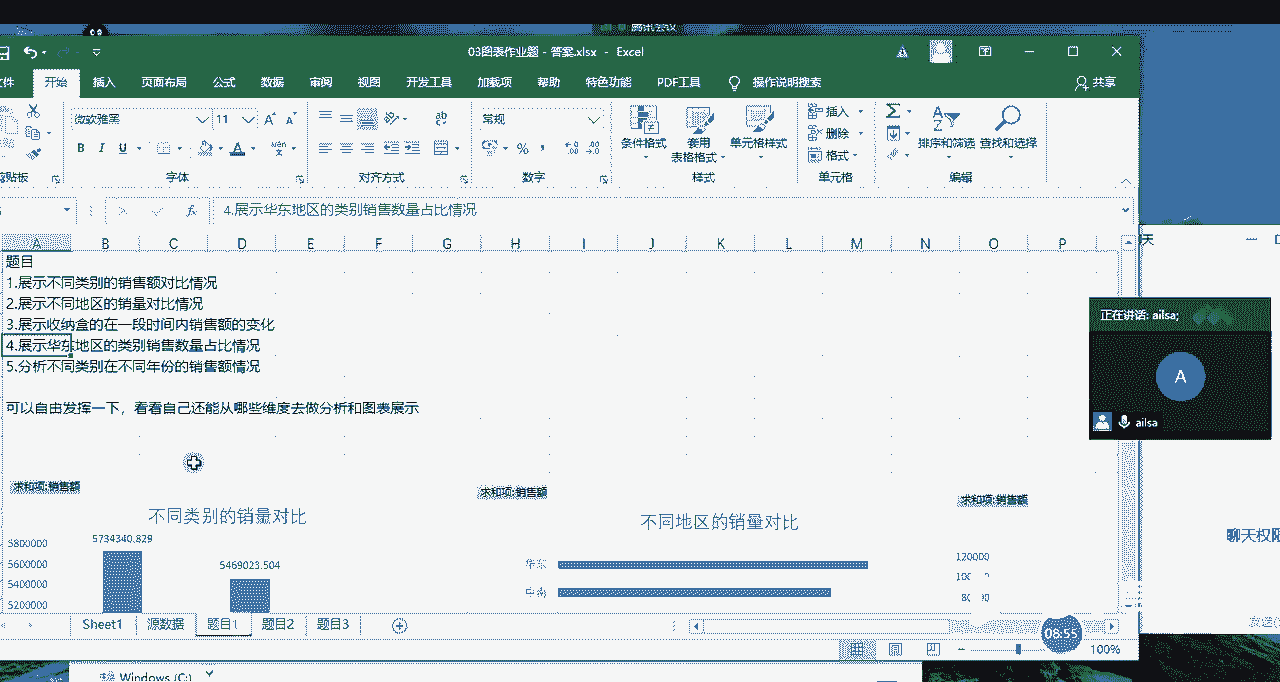 腾讯会议
03图表作业题 - 答案.xlsx - Excel
件 开始 插入 页面布局 公式 数据 审阅 视图 开发工具 加载项 帮助 特色功能 PDF工具 操作说明搜索 共享
微软雅黑 11 常规 插入
B I U 条件格式 套用 表格格式 单元格样式 删除 排序和筛选 查找和选择
格式
剪贴板 字体 对齐方式 数字 样式 单元格 编辑
4.展示华东地区的类别销售数量占比情况
A B C D E F G H I J K L M N O P
题目
1.展示不同类别的销售额对比情况
2.展示不同地区的销量对比情况
3.展示收纳盒的在一段时间内销售额的变化
4.展示华东地区的类别销售数量占比情况
5.分析不同类别在不同年份的销售额情况
可以自由发挥一下，看看自己还能从哪些维度去做分析和图表展示
正在讲话: ailsa;
A
ailsa
求和项:销售额 求和项:销售额 求和项:销售额
不同类别的销量对比 不同地区的销量对比
5800000 5734340.829
5600000 5469023.504 华东 120000
5400000 中南
5200000
聊天权限
Sheet1 源数据 题目1 题目2 题目3
08:55
100%
Windows (C:)